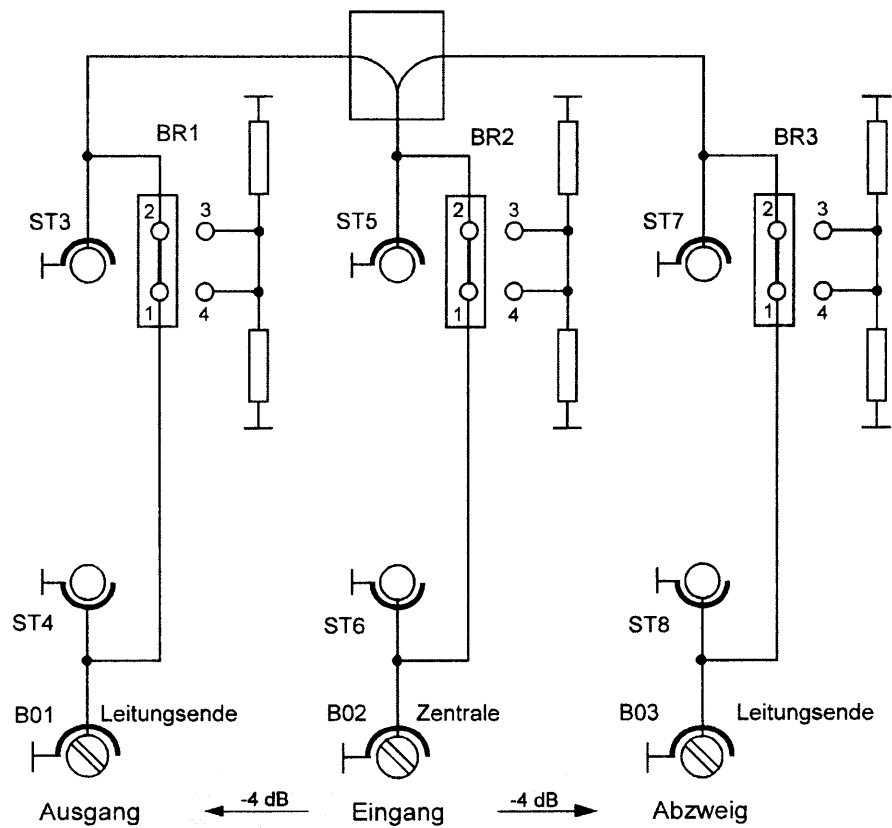 BR1 BR2 BR3
2 3 2 3 2 3
ST3 ST5 ST7
1 4 1 4 1 4
ST4 ST6 ST8
B01 Leitungsende B02 Zentrale B03 Leitungsende
Ausgang -4 dB Eingang -4 dB Abzweig